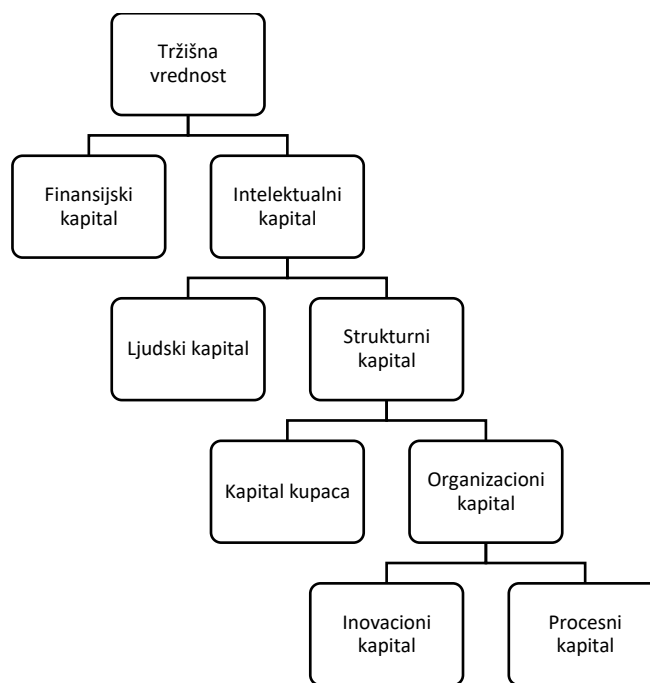 Tržišna
vrednost
Finansijski
kapital
Intelektualni
kapital
Ljudski kapital
Strukturni
kapital
Kapital kupaca
Organizacioni
kapital
Inovacioni
kapital
Procesni
kapital